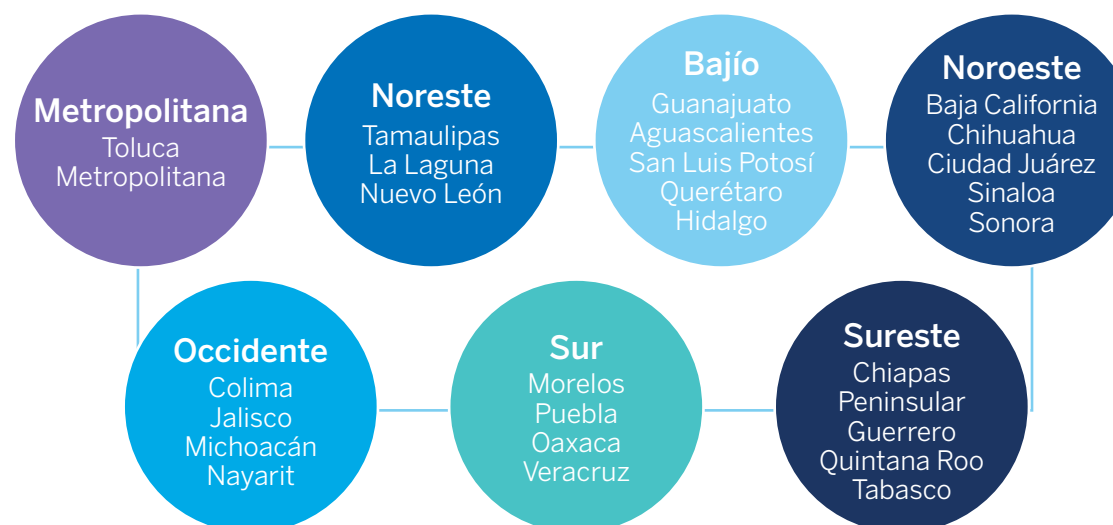 Metropolitana
Toluca
Metropolitana
Noreste
Tamaulipas
La Laguna
Nuevo León
Bajío
Guanajuato
Aguascalientes
San Luis Potosí
Querétaro
Hidalgo
Noroeste
Baja California
Chihuahua
Ciudad Juárez
Sinaloa
Sonora
Occidente
Colima
Jalisco
Michoacán
Nayarit
Sur
Morelos
Puebla
Oaxaca
Veracruz
Sureste
Chiapas
Peninsular
Guerrero
Quintana Roo
Tabasco